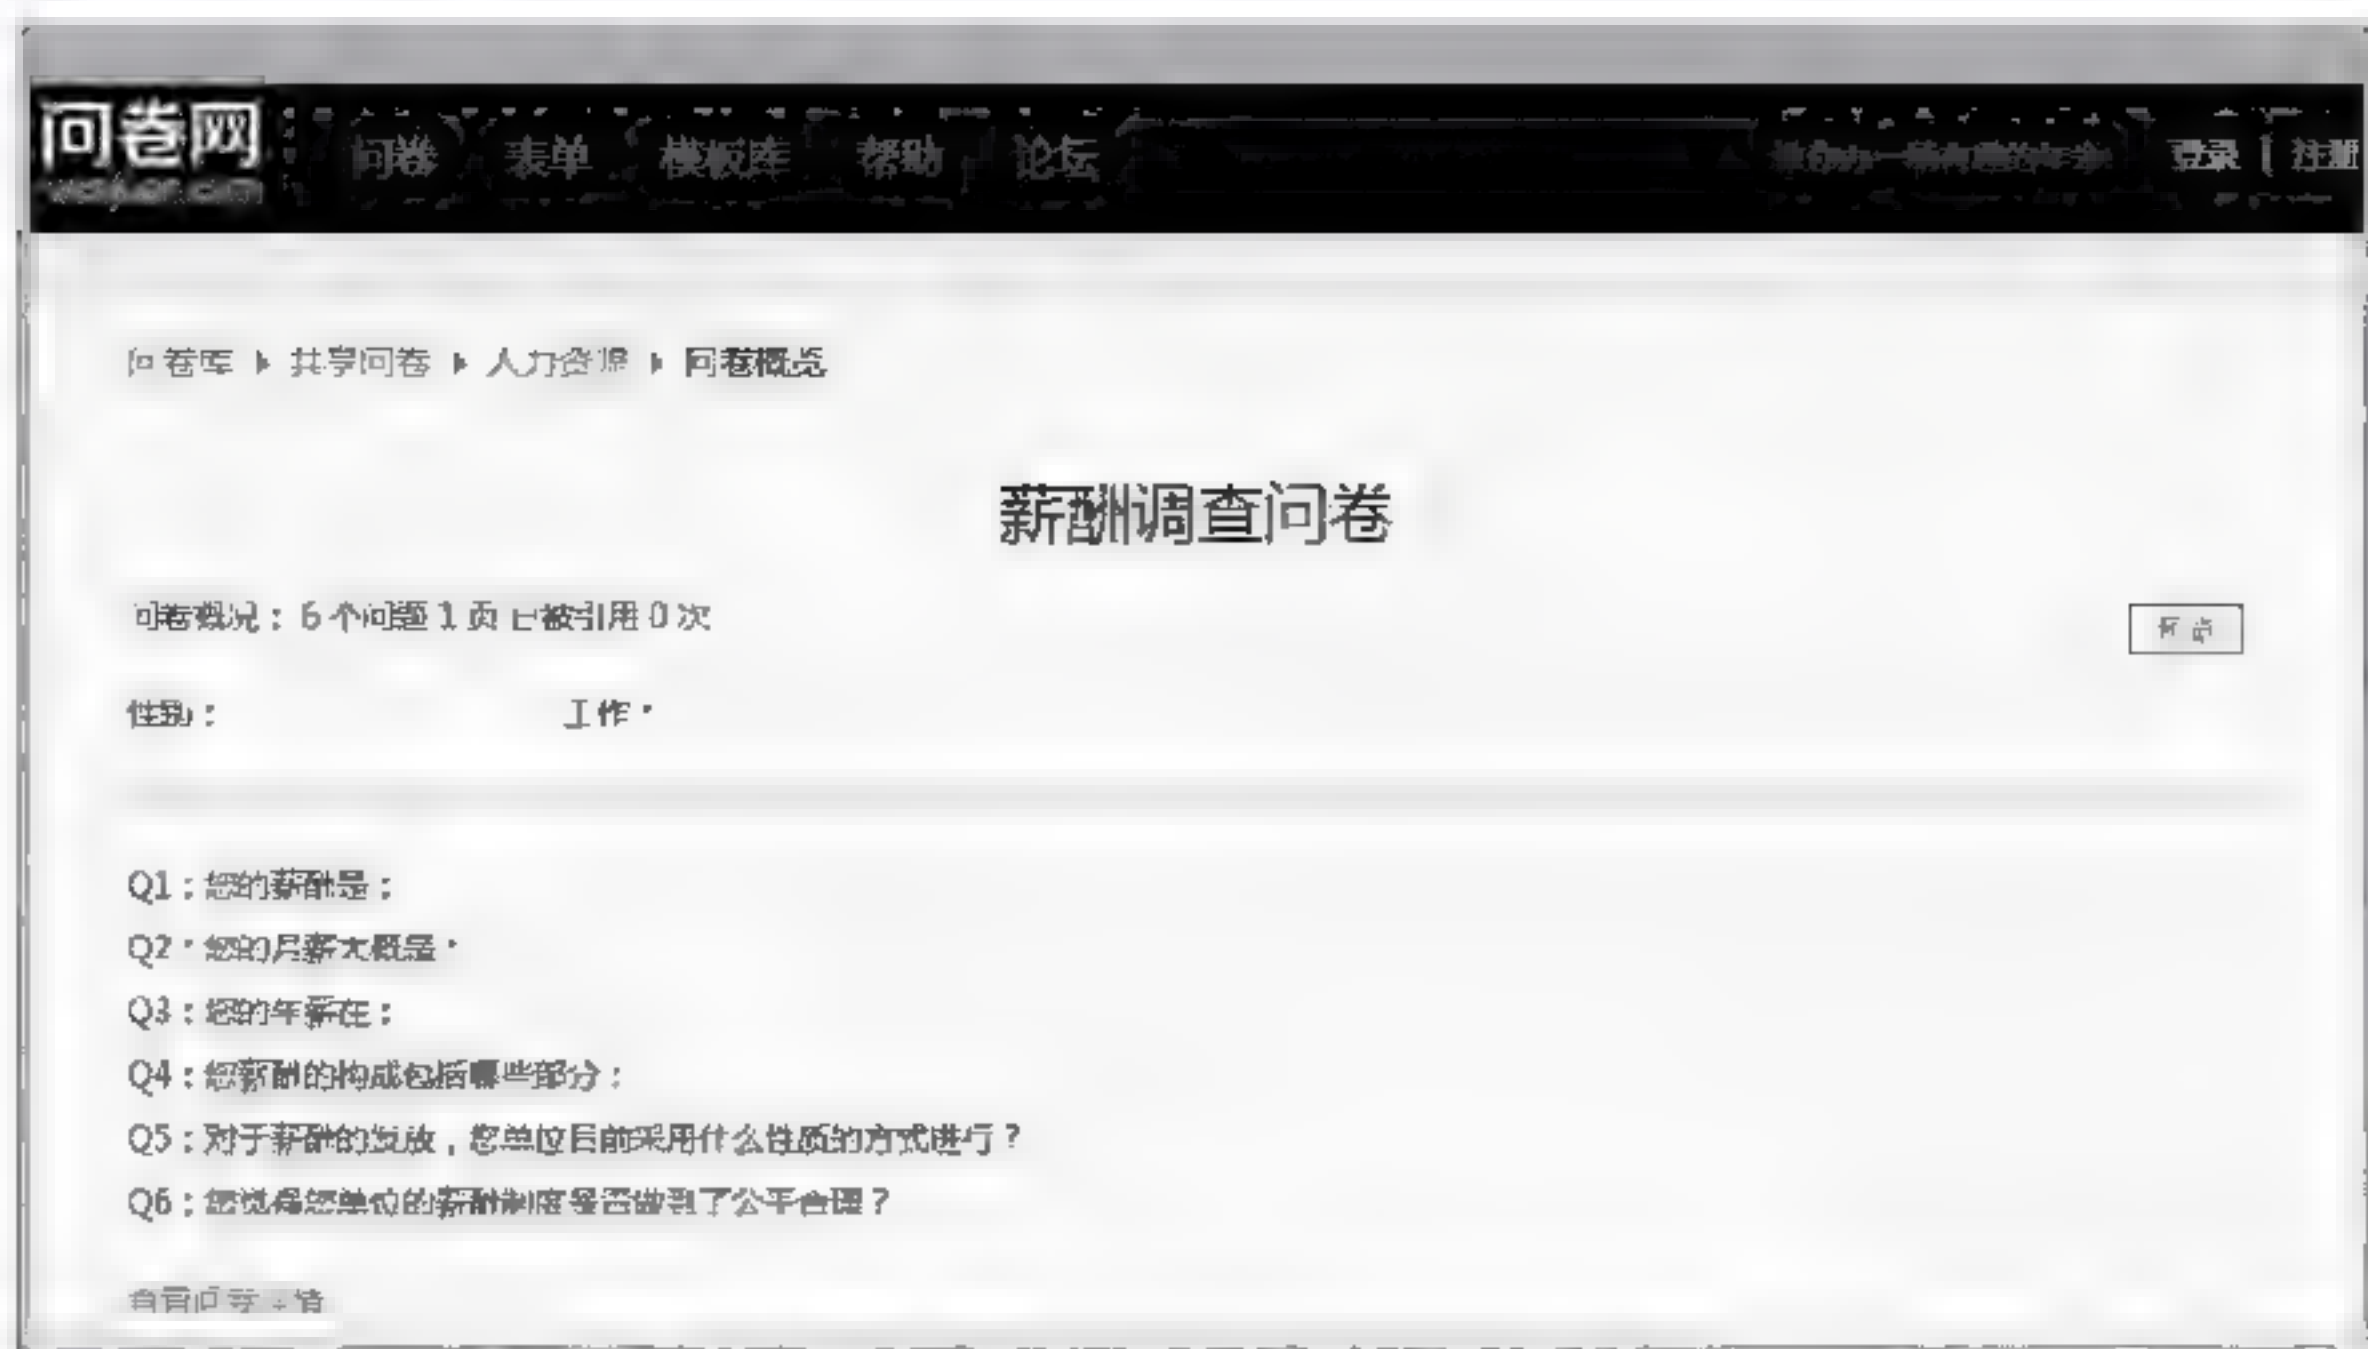 问卷网
问卷 表单 模板库 帮助 论坛 登录 | 注册
问卷库 共享问卷 人力资源 问卷概览
薪酬调查问卷
问卷概况：6个问题1页 已被引用0次
性别： 工作：
Q1：您的薪酬是：
Q2：您的月薪大概是：
Q3：您的年薪在：
Q4：您薪酬的构成包括哪些部分：
Q5：对于薪酬的发放，您单位目前采用什么性质的方式进行？
Q6：您觉得您单位的薪酬制度是否做到了公平合理？